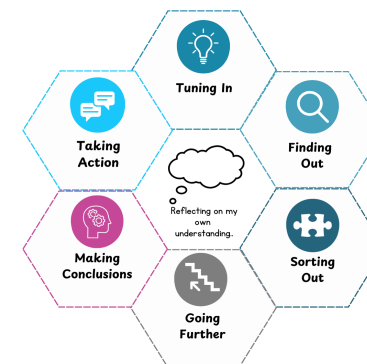 Tuning In
Finding
Out
Sorting
Out
Going
Further
Making
Conclusions
Taking
Action
Reflecting on my
own
understanding..